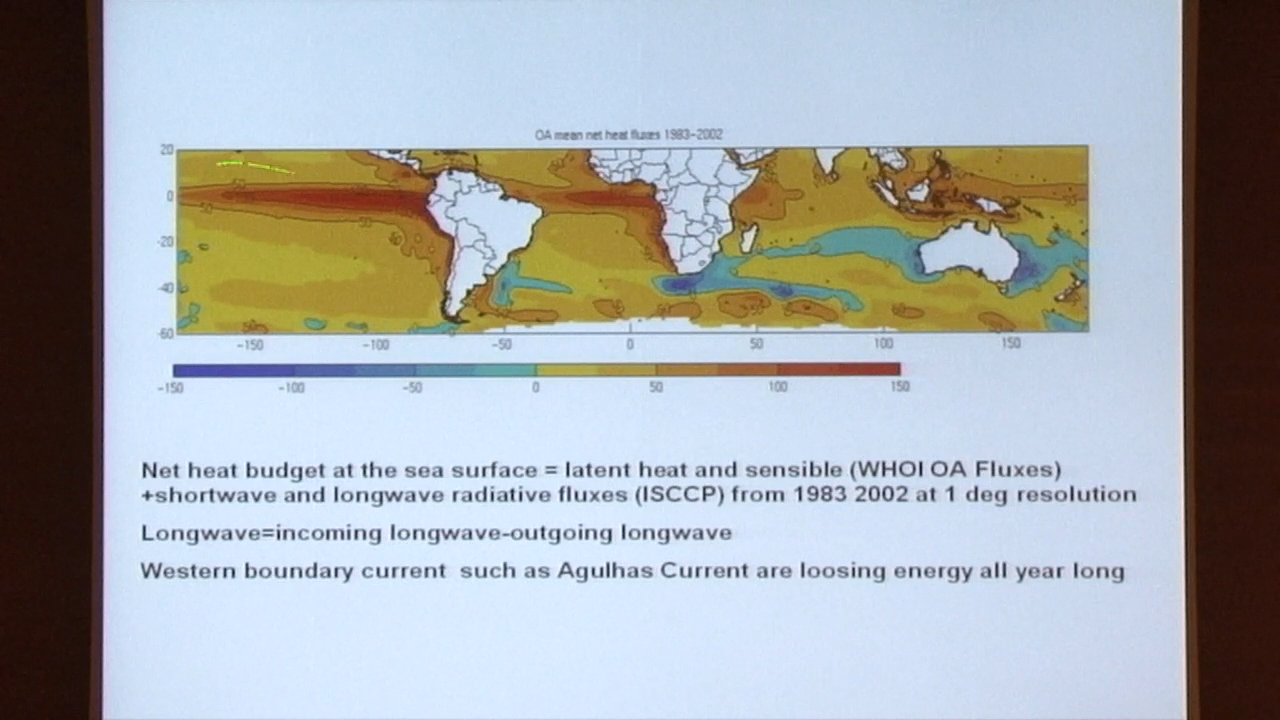 OA mean net heat fluxes 1983-2002
20
0
-20
-40
-60
-150 -100 -50 0 50 100 150
-150 -100 -50 0 50 100 150
Net heat budget at the sea surface = latent heat and sensible (WHOI OA Fluxes)
+shortwave and longwave radiative fluxes (ISCCP) from 1983 2002 at 1 deg resolution
Longwave=incoming longwave-outgoing longwave
Western boundary current such as Agulhas Current are loosing energy all year long